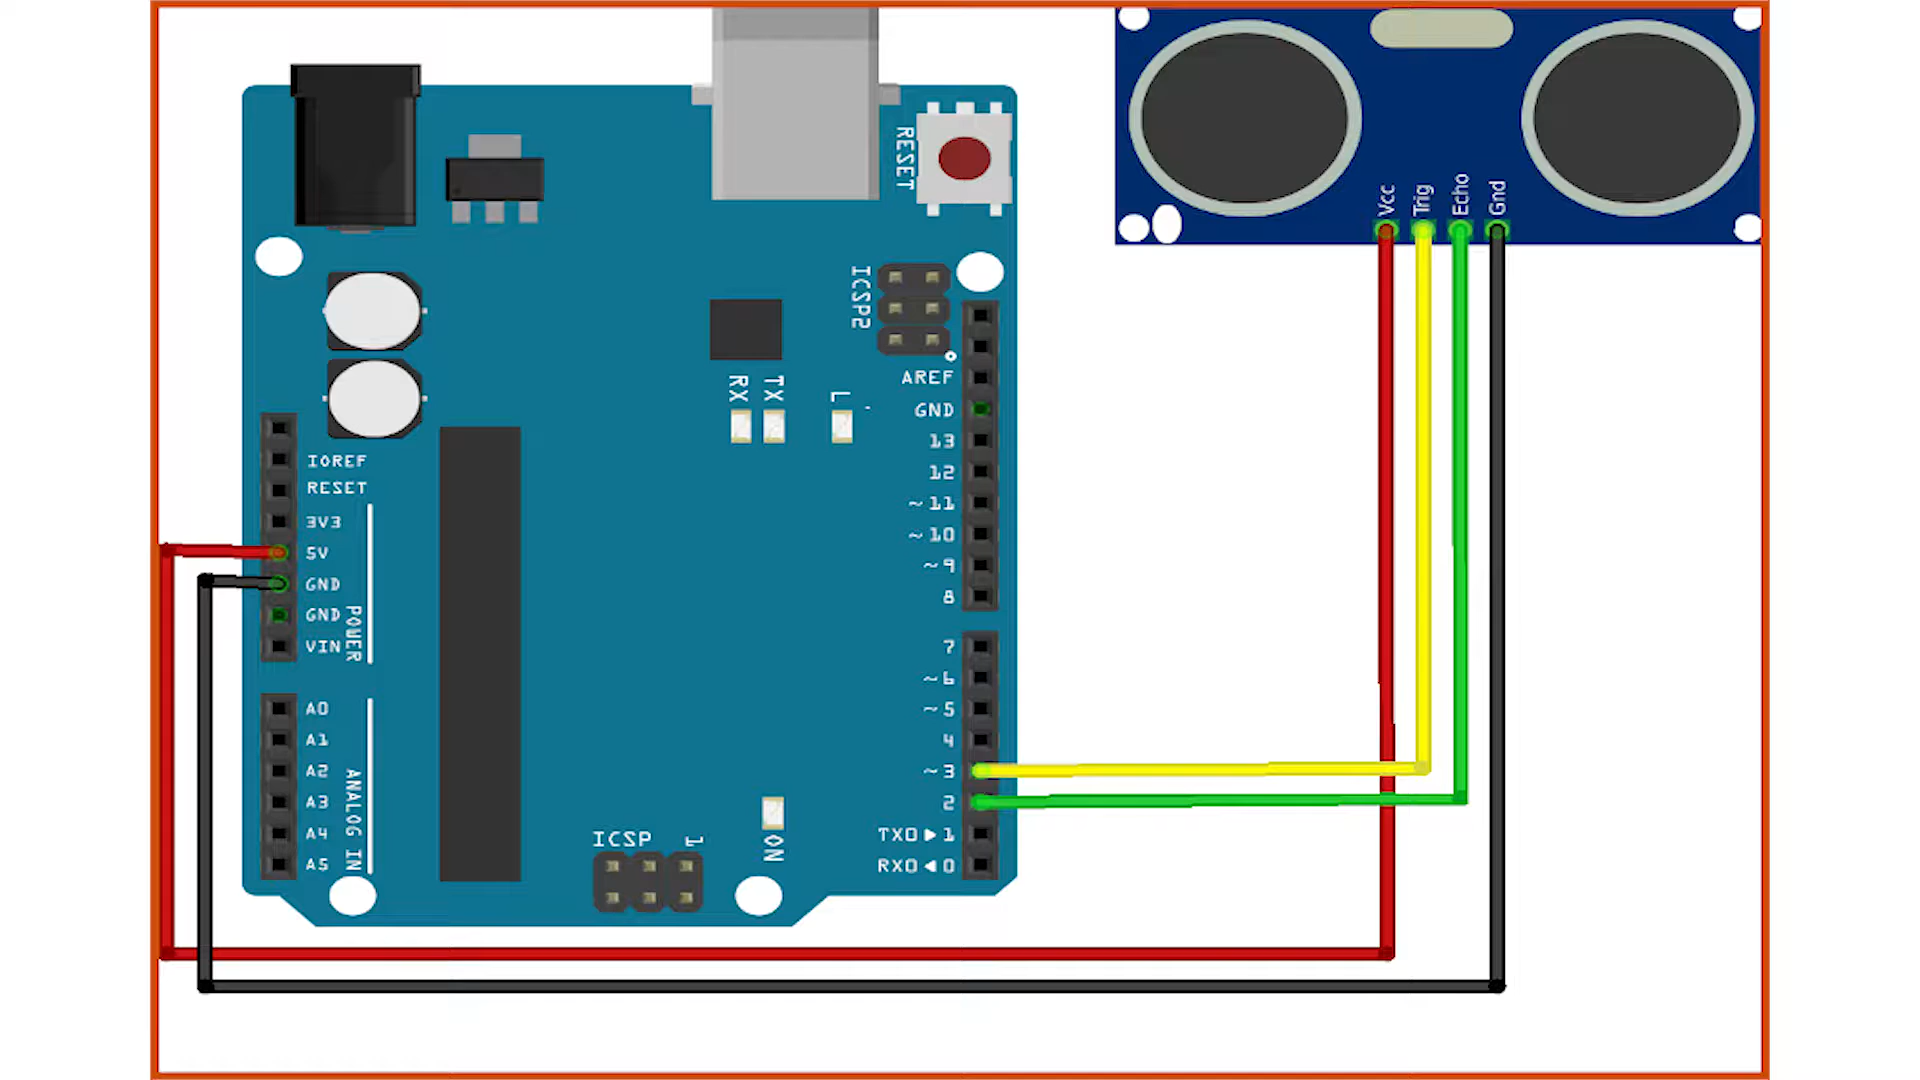 Vcc
Trig
Echo
Gnd
RESET
ICSP2
RX
TX
L
AREF
GND
13
12
~11
~10
~9
8
IOREF
RESET
3V3
5V
GND
GND
VIN
POWER
7
~6
~5
4
~3
2
TX0▶1
RX0◀0
A0
A1
A2
A3
A4
A5
ANALOG IN
ICSP
1
ON